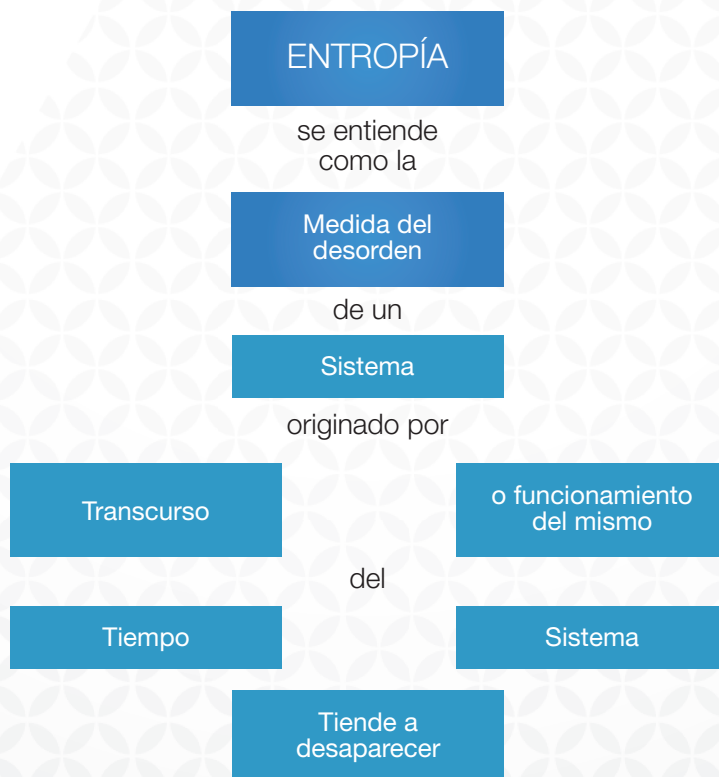 ENTROPÍA
se entiende
como la
Medida del
desorden
de un
Sistema
originado por
Transcurso
o funcionamiento
del mismo
del
Tiempo
Sistema
Tiende a
desaparecer